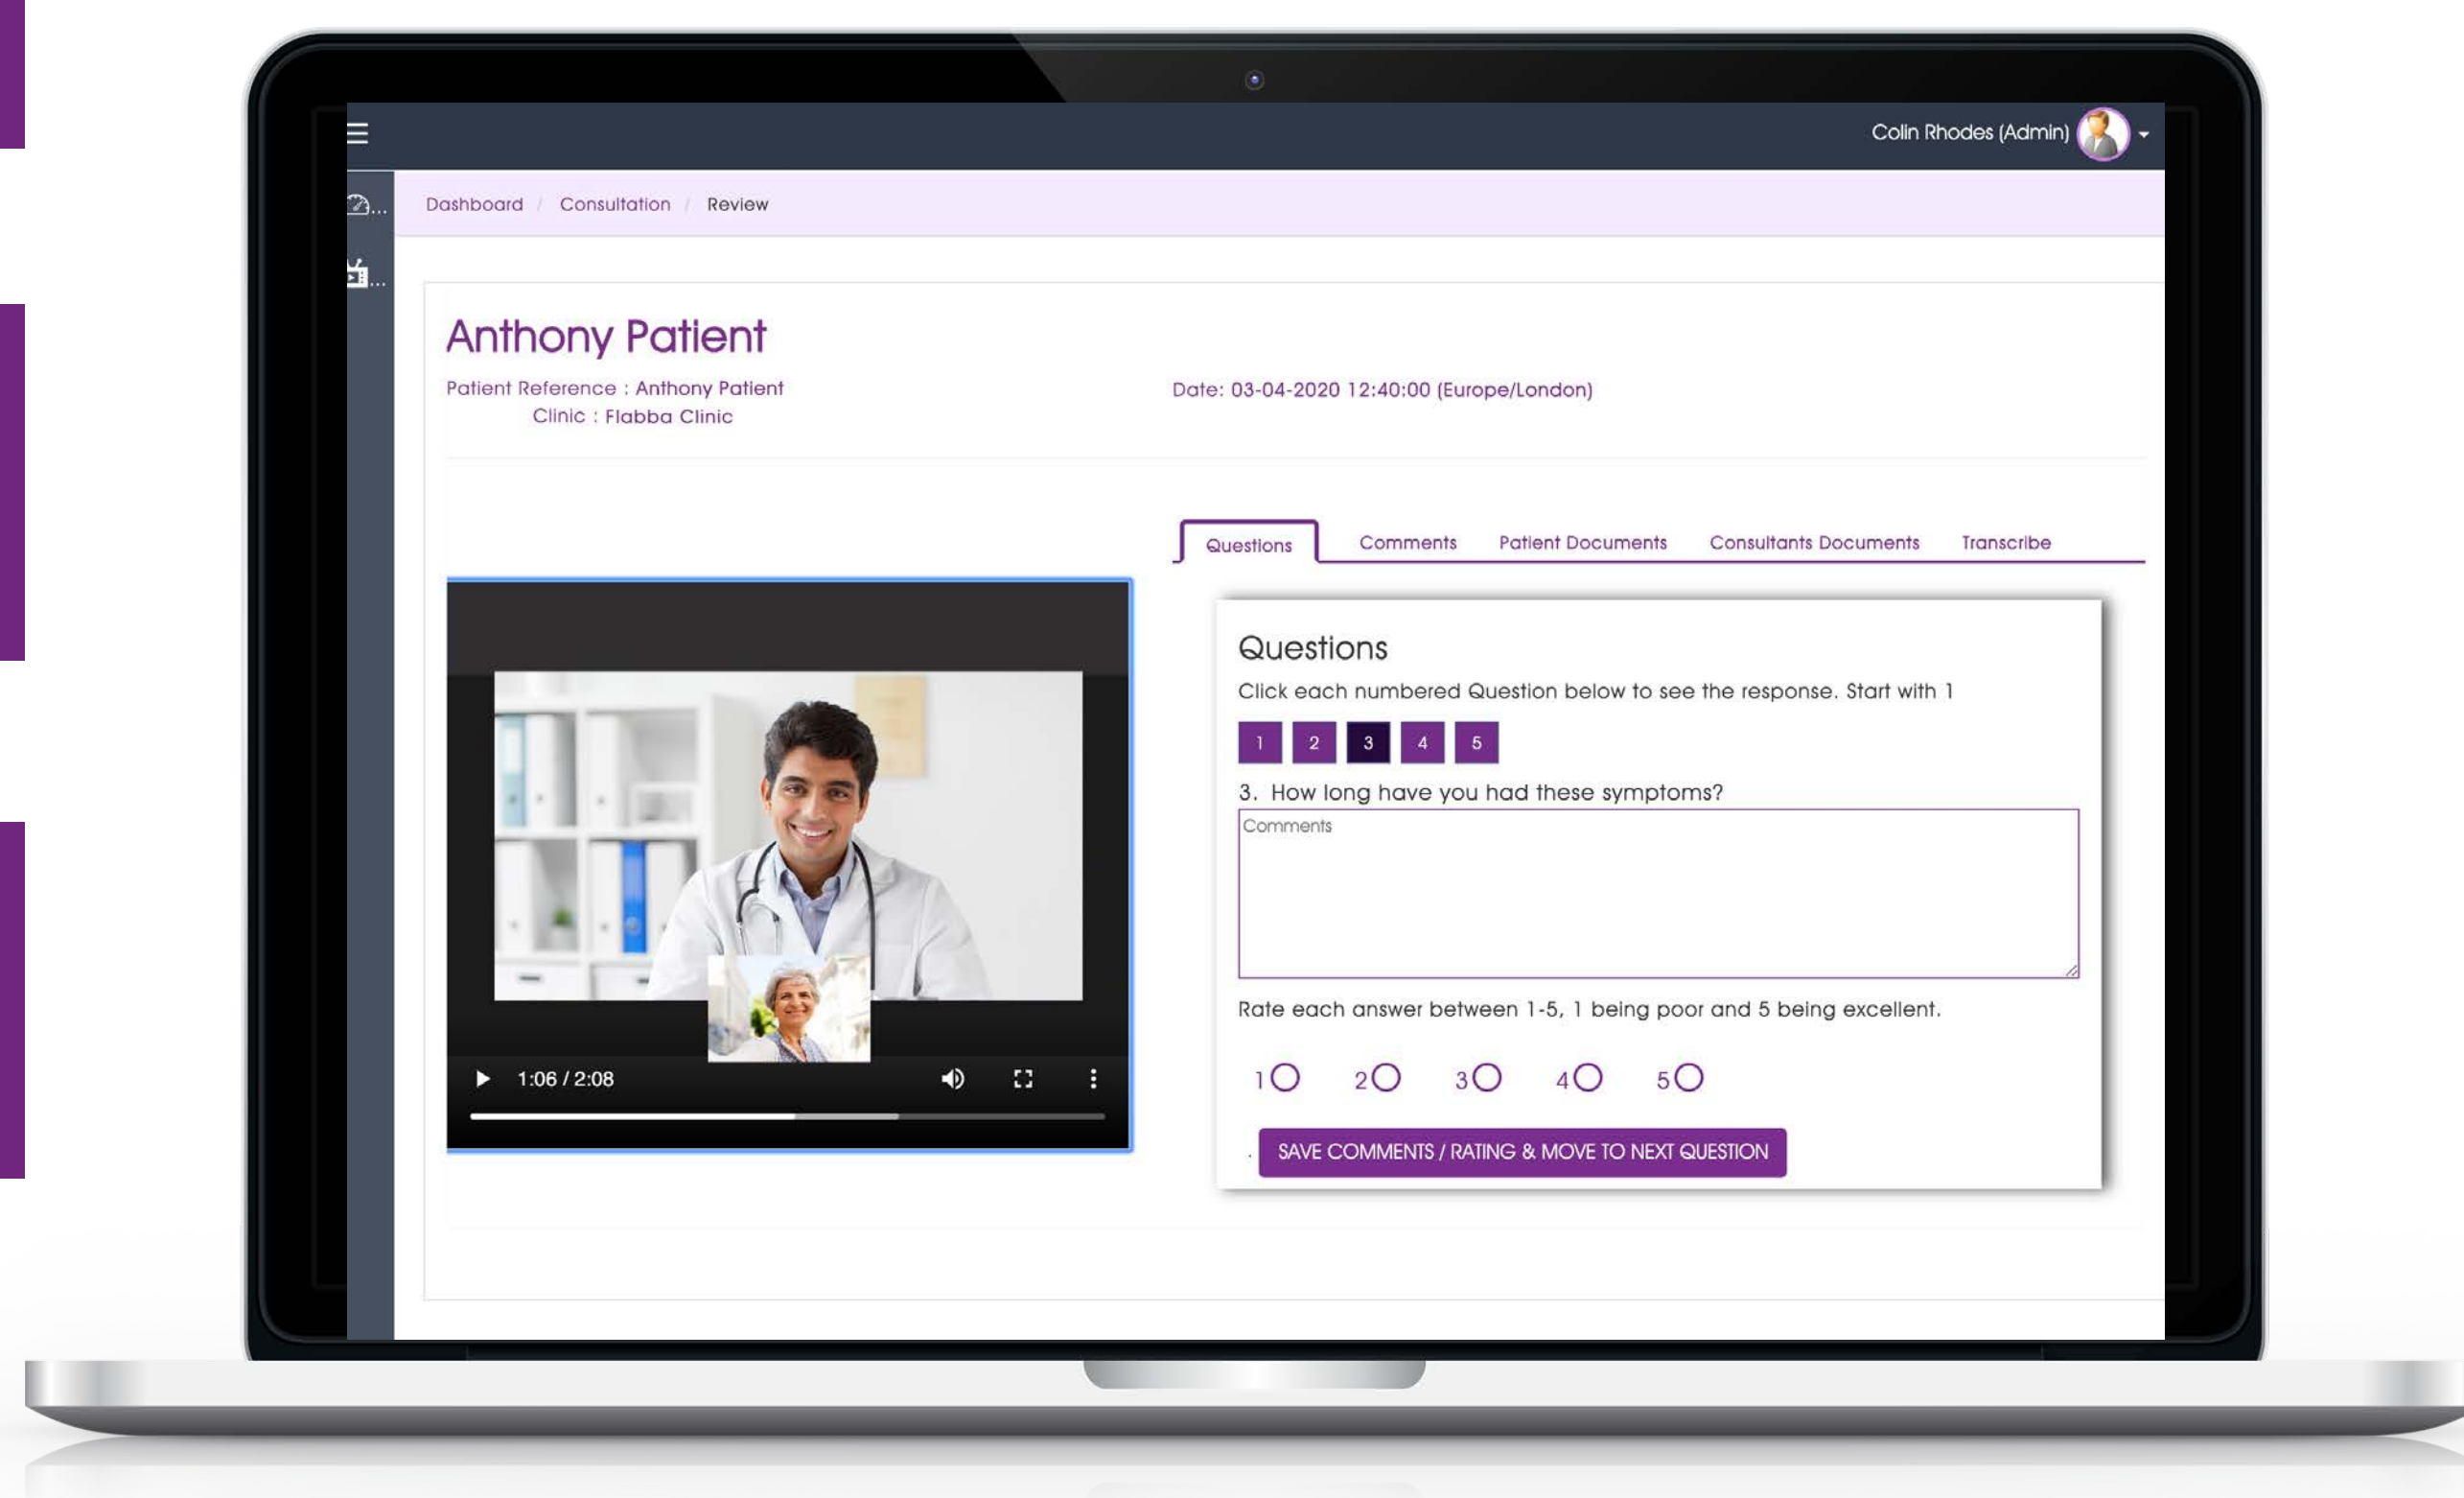 Colin Rhodes (Admin)
...
Dashboard / Consultation / Review
...
Anthony Patient
Patient Reference : Anthony Patient
Clinic : Flabba Clinic
Date: 03-04-2020 12:40:00 (Europe/London)
Questions Comments Patient Documents Consultants Documents Transcribe
Questions
Click each numbered Question below to see the response. Start with 1
1 2 3 4 5
3. How long have you had these symptoms?
Comments
Rate each answer between 1-5, 1 being poor and 5 being excellent.
1 2 3 4 5
. SAVE COMMENTS / RATING & MOVE TO NEXT QUESTION
1:06 / 2:08